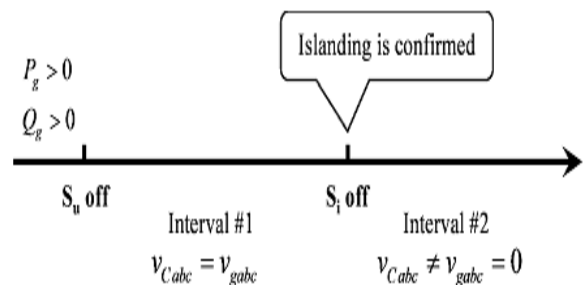 Islanding is confirmed
P_g > 0
Q_g > 0
S_u off
S_i off
Interval #1
Interval #2
v_Cabc = v_gabc
v_Cabc ≠ v_gabc = 0